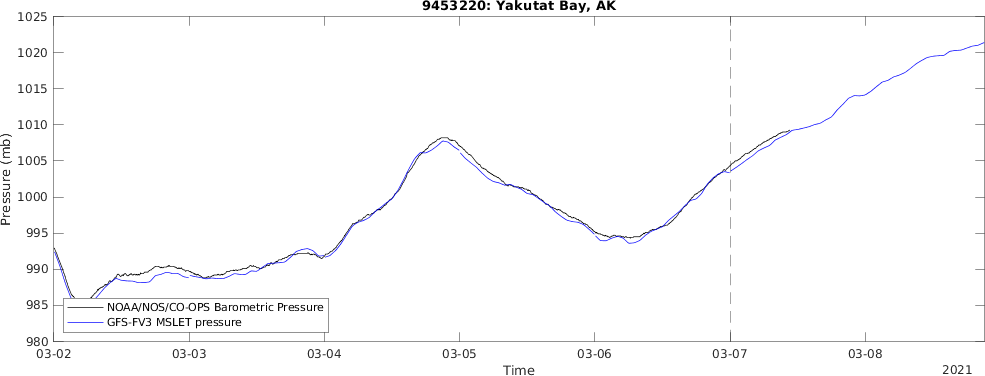 9453220: Yakutat Bay, AK
1025
1020
1015
1010
1005
1000
995
990
985
980
Pressure (mb)
NOAA/NOS/CO-OPS Barometric Pressure
GFS-FV3 MSLET pressure
03-02 03-03 03-04 03-05 03-06 03-07 03-08
Time
2021